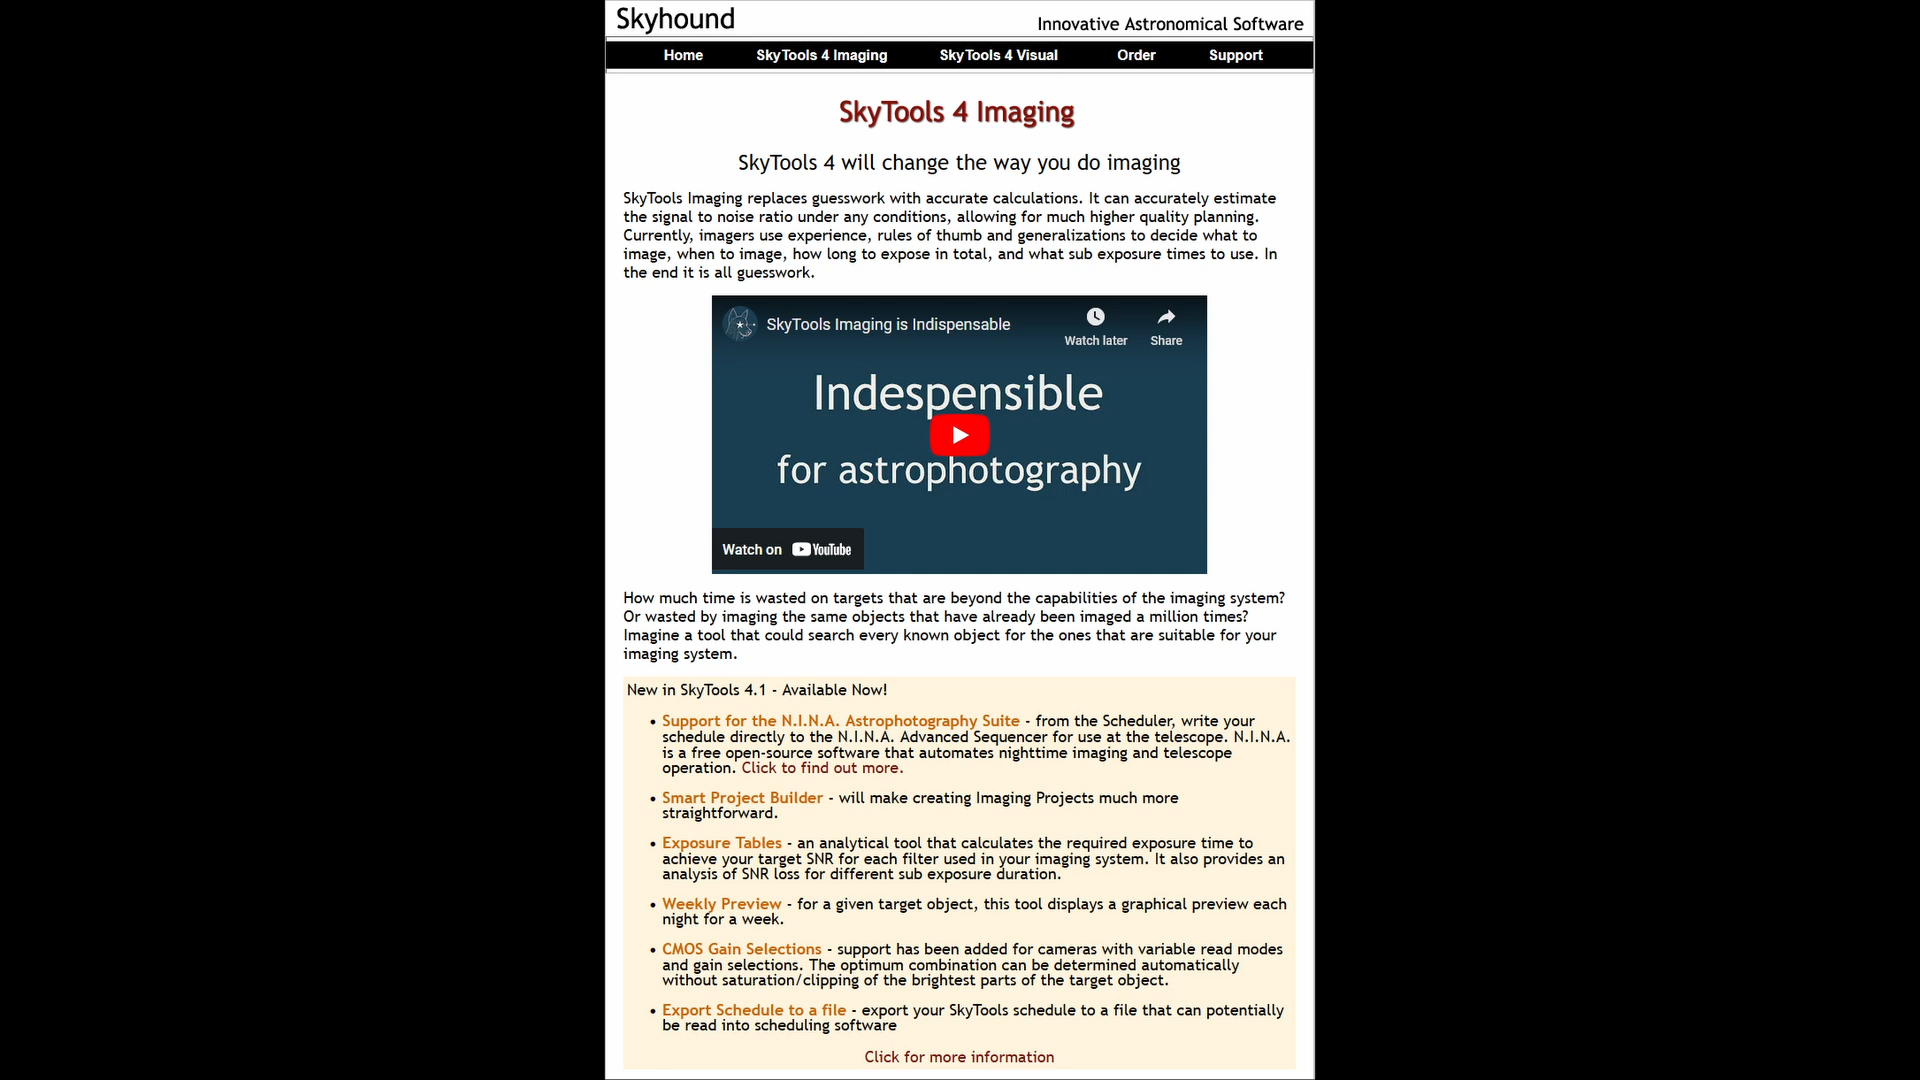 Skyhound
Innovative Astronomical Software
Home SkyTools 4 Imaging SkyTools 4 Visual Order Support
SkyTools 4 Imaging
SkyTools 4 will change the way you do imaging
SkyTools Imaging replaces guesswork with accurate calculations. It can accurately estimate
the signal to noise ratio under any conditions, allowing for much higher quality planning.
Currently, imagers use experience, rules of thumb and generalizations to decide what to
image, when to image, how long to expose in total, and what sub exposure times to use. In
the end it is all guesswork.
SkyTools Imaging is Indispensable
Watch later Share
Indespensible
for astrophotography
Watch on YouTube
How much time is wasted on targets that are beyond the capabilities of the imaging system?
Or wasted by imaging the same objects that have already been imaged a million times?
Imagine a tool that could search every known object for the ones that are suitable for your
imaging system.
New in SkyTools 4.1 - Available Now!
• Support for the N.I.N.A. Astrophotography Suite - from the Scheduler, write your
schedule directly to the N.I.N.A. Advanced Sequencer for use at the telescope. N.I.N.A.
is a free open-source software that automates nighttime imaging and telescope
operation. Click to find out more.
• Smart Project Builder - will make creating Imaging Projects much more
straightforward.
• Exposure Tables - an analytical tool that calculates the required exposure time to
achieve your target SNR for each filter used in your imaging system. It also provides an
analysis of SNR loss for different sub exposure duration.
• Weekly Preview - for a given target object, this tool displays a graphical preview each
night for a week.
• CMOS Gain Selections - support has been added for cameras with variable read modes
and gain selections. The optimum combination can be determined automatically
without saturation/clipping of the brightest parts of the target object.
• Export Schedule to a file - export your SkyTools schedule to a file that can potentially
be read into scheduling software
Click for more information